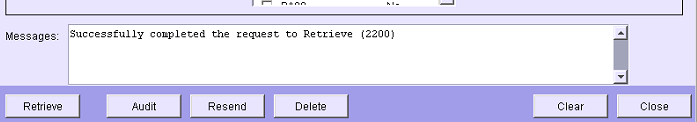 Messages:
Successfully completed the request to Retrieve (2200)
Retrieve
Audit
Resend
Delete
Clear
Close